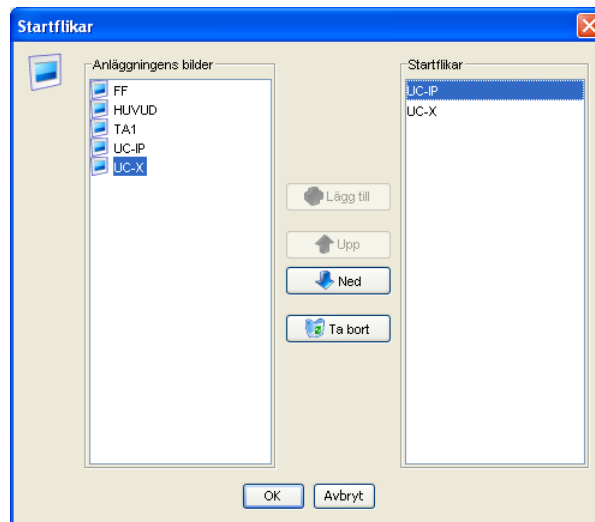 Startflikar
Anläggningens bilder
FF
HUVUD
TA1
UC-IP
UC-X
Lägg till
Upp
Ned
Ta bort
Startflikar
UC-IP
UC-X
OK
Avbryt